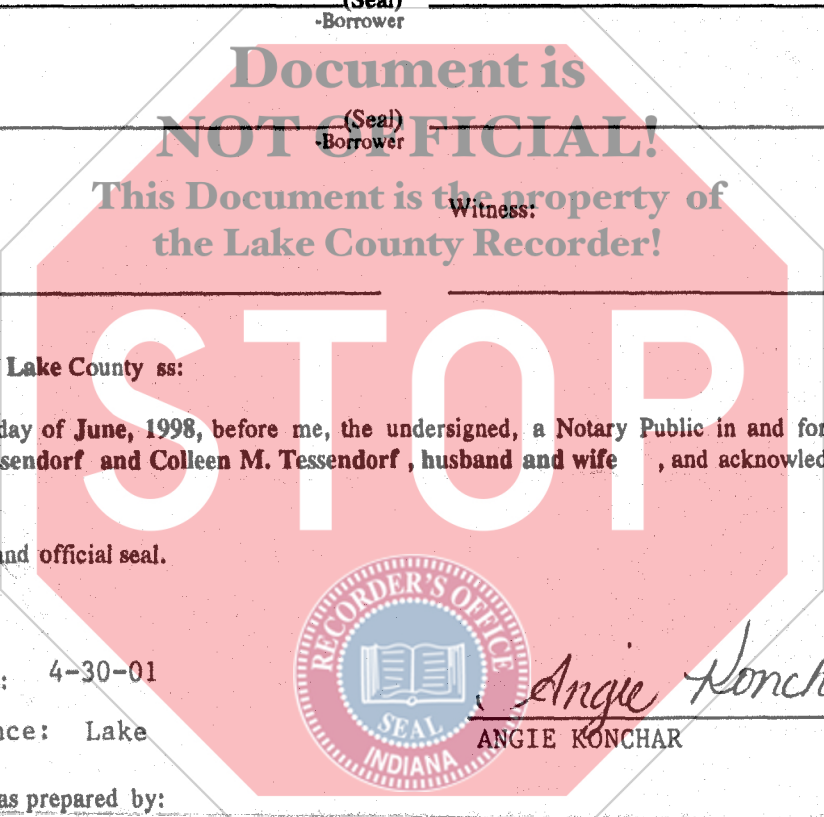 (Seal)
-Borrower
Document is
NOT OFFICIAL!
(Seal)
-Borrower
This Document is the property of
Witness:
the Lake County Recorder!
STOP
Lake County ss:
day of June, 1998, before me, the undersigned, a Notary Public in and for
sendorf and Colleen M. Tessendorf , husband and wife , and acknowled
and official seal.
RECORDER'S OFFICE
SEAL
INDIANA
: 4-30-01
Angie Konch
nce: Lake
ANGIE KONCHAR
as prepared by: